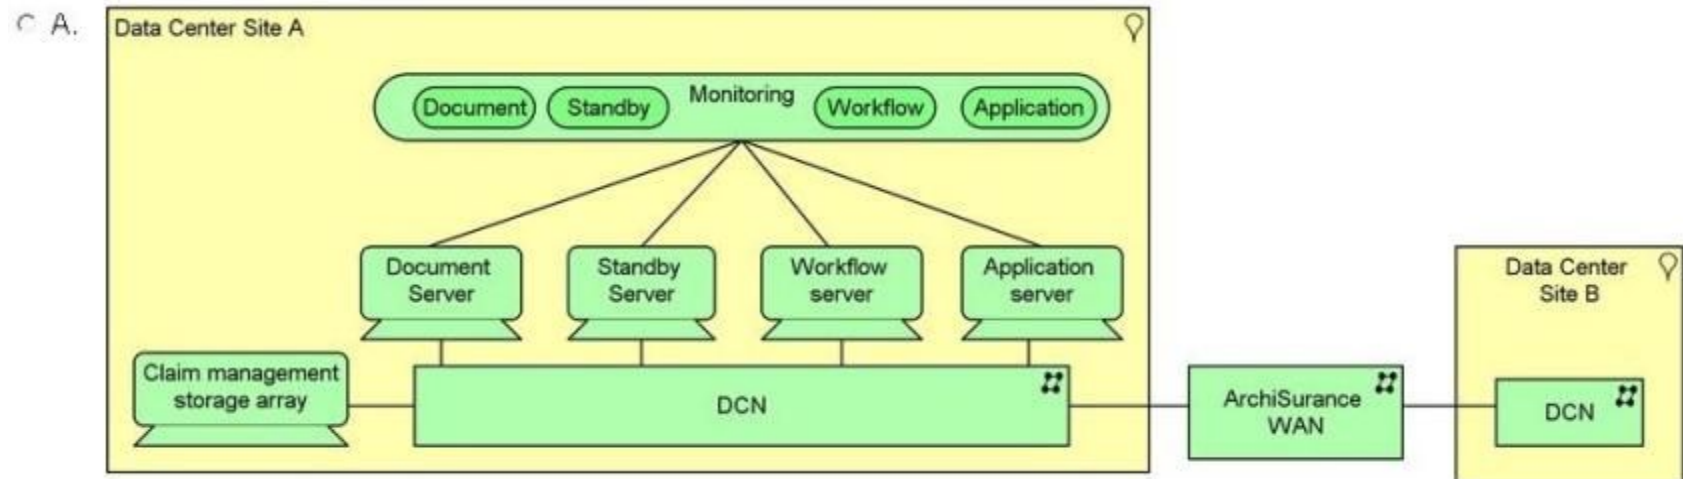 A.
Data Center Site A
Monitoring
Document
Standby
Workflow
Application
Document
Server
Standby
Server
Workflow
server
Application
server
Claim management
storage array
DCN
ArchiSurance
WAN
Data Center
Site B
DCN